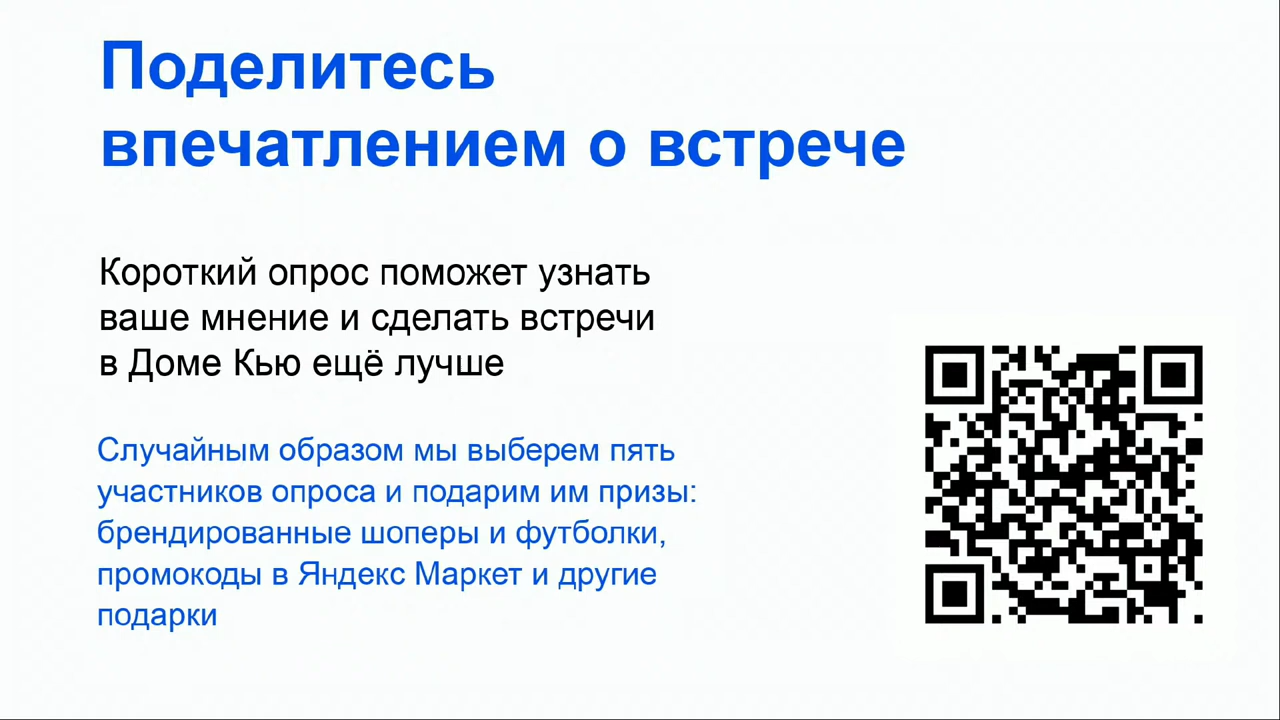 Поделитесь
впечатлением о встрече
Короткий опрос поможет узнать
ваше мнение и сделать встречи
в Доме Кью ещё лучше
Случайным образом мы выберем пять
участников опроса и подарим им призы:
брендированные шоперы и футболки,
промокоды в Яндекс Маркет и другие
подарки